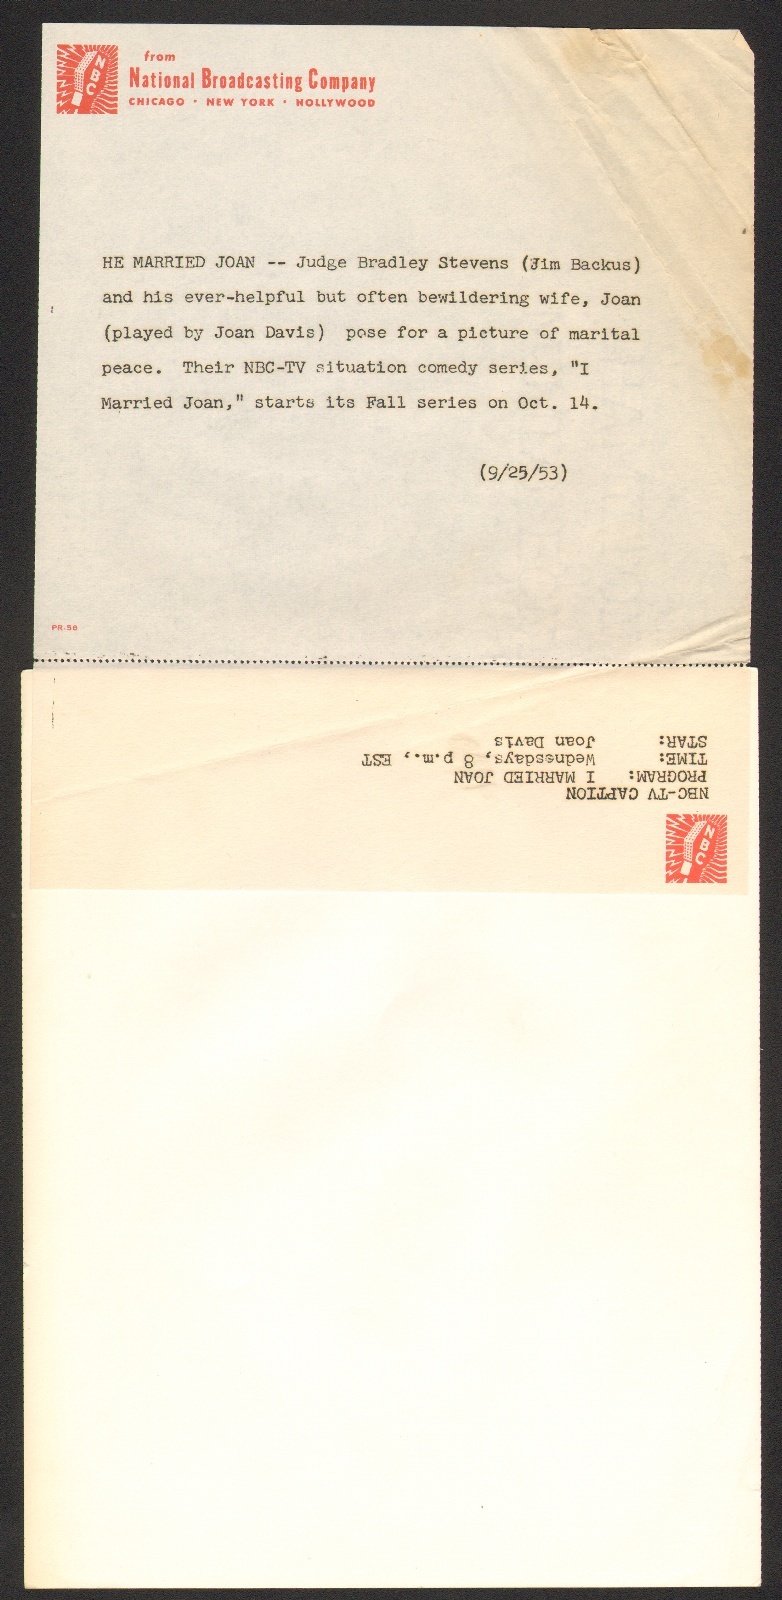 NBC
from
National Broadcasting Company
CHICAGO · NEW YORK · HOLLYWOOD
HE MARRIED JOAN -- Judge Bradley Stevens (Jim Backus)
and his ever-helpful but often bewildering wife, Joan
(played by Joan Davis) pose for a picture of marital
peace. Their NBC-TV situation comedy series, "I
Married Joan," starts its Fall series on Oct. 14.
(9/25/53)
PR-56
NBC
NBC-TV CAPTION
PROGRAM: I MARRIED JOAN
TIME: Wednesdays, 8 p.m., EST
STAR: Joan Davis